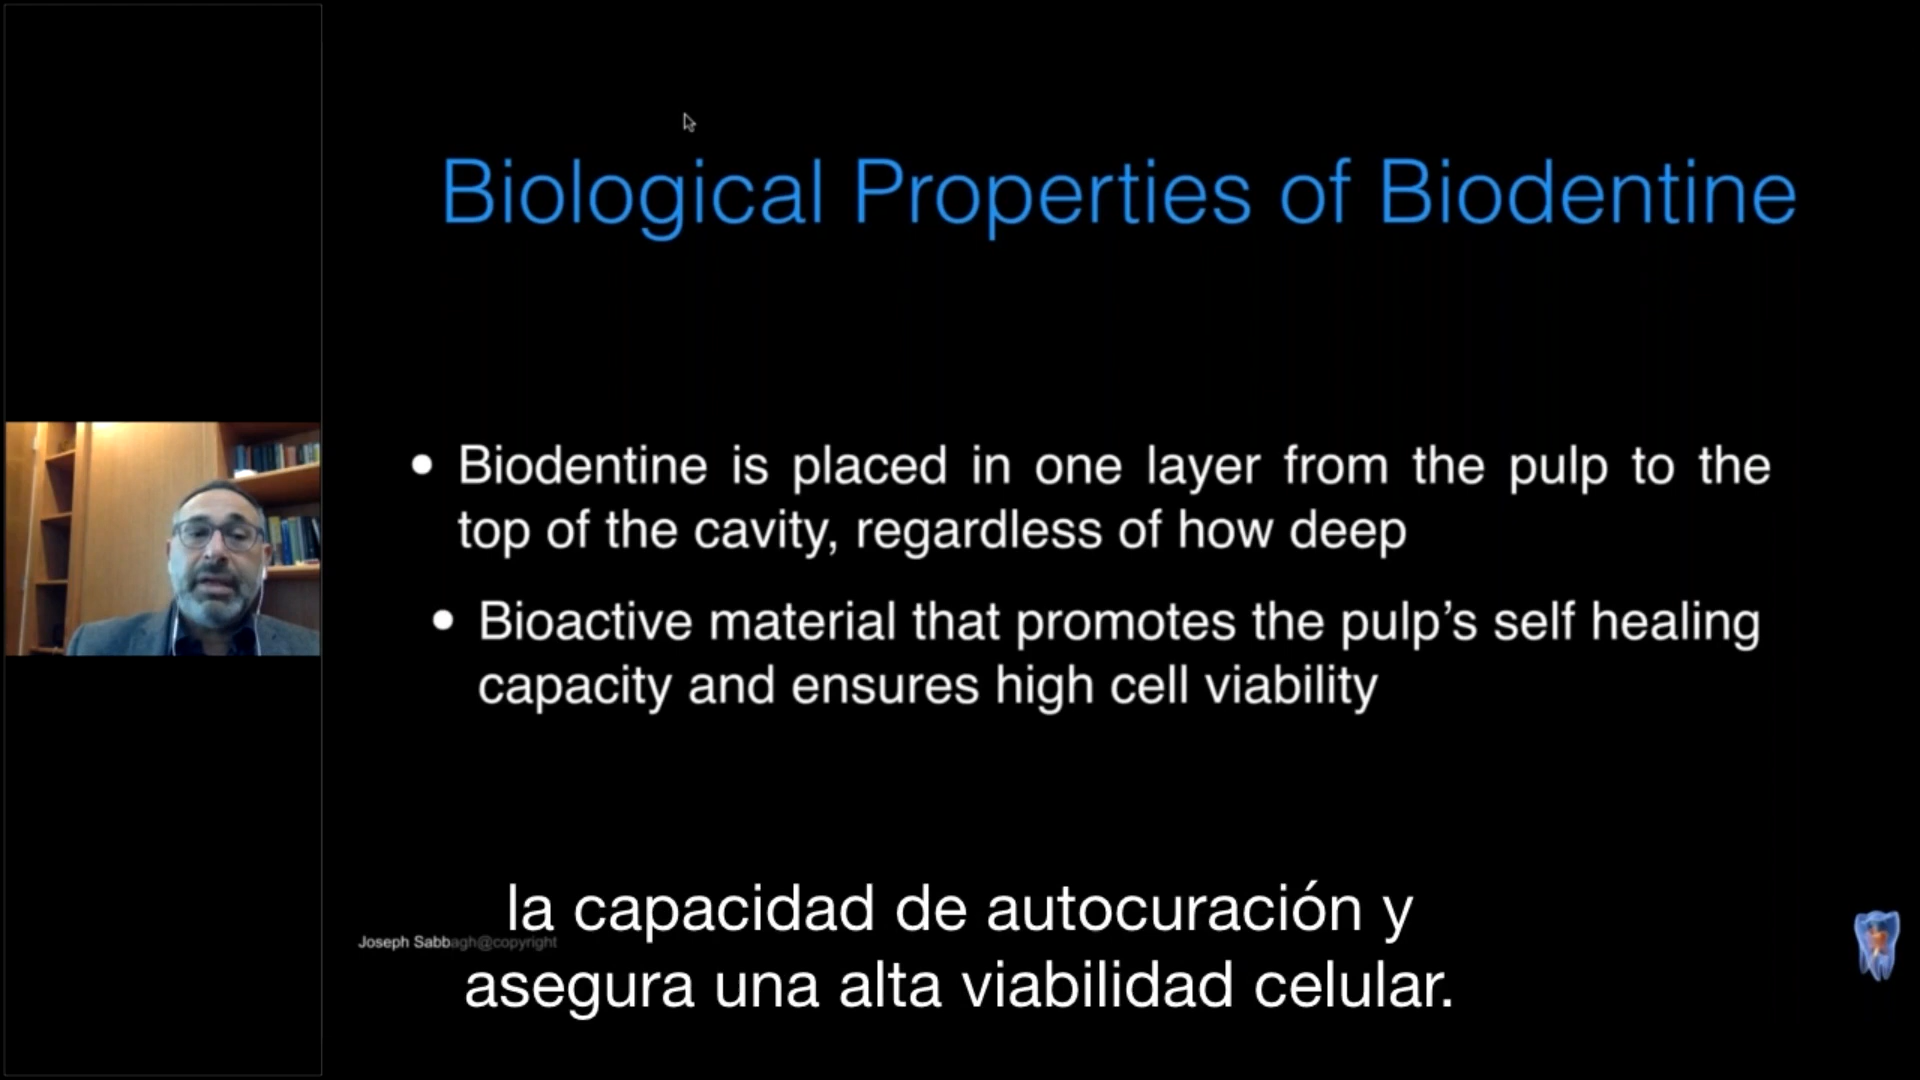 Biological Properties of Biodentine
• Biodentine is placed in one layer from the pulp to the
top of the cavity, regardless of how deep
• Bioactive material that promotes the pulp’s self healing
capacity and ensures high cell viability
la capacidad de autocuración y
Joseph Sabbagh@copyright
asegura una alta viabilidad celular.